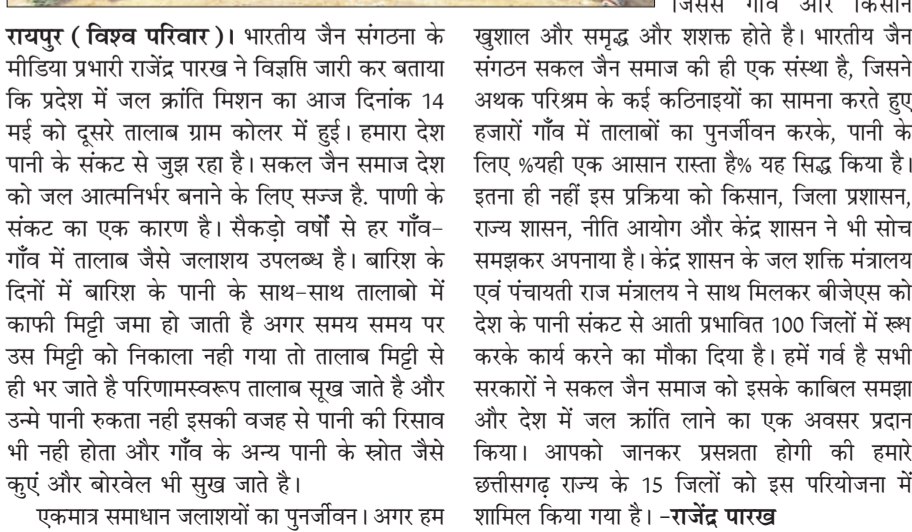 रायपुर ( विश्व परिवार )। भारतीय जैन संगठना के
मीडिया प्रभारी राजेंद्र पारख ने विज्ञप्ति जारी कर बताया
कि प्रदेश में जल क्रांति मिशन का आज दिनांक 14
मई को दूसरे तालाब ग्राम कोलर में हुई। हमारा देश
पानी के संकट से जुझ रहा है। सकल जैन समाज देश
को जल आत्मनिर्भर बनाने के लिए सज्ज है. पाणी के
संकट का एक कारण है। सैकड़ो वर्षों से हर गाँव-
गाँव में तालाब जैसे जलाशय उपलब्ध है। बारिश के
दिनों में बारिश के पानी के साथ-साथ तालाबो में
काफी मिट्टी जमा हो जाती है अगर समय समय पर
उस मिट्टी को निकाला नही गया तो तालाब मिट्टी से
ही भर जाते है परिणामस्वरूप तालाब सूख जाते है और
उन्मे पानी रुकता नही इसकी वजह से पानी की रिसाव
भी नही होता और गाँव के अन्य पानी के स्रोत जैसे
कुएं और बोरवेल भी सुख जाते है।
एकमात्र समाधान जलाशयों का पुनर्जीवन। अगर हम
जिससे गाँव और किसान
खुशाल और समृद्ध और शशक्त होते है। भारतीय जैन
संगठन सकल जैन समाज की ही एक संस्था है, जिसने
अथक परिश्रम के कई कठिनाइयों का सामना करते हुए
हजारों गाँव में तालाबों का पुनर्जीवन करके, पानी के
लिए %यही एक आसान रास्ता है% यह सिद्ध किया है।
इतना ही नहीं इस प्रक्रिया को किसान, जिला प्रशासन,
राज्य शासन, नीति आयोग और केंद्र शासन ने भी सोच
समझकर अपनाया है। केंद्र शासन के जल शक्ति मंत्रालय
एवं पंचायती राज मंत्रालय ने साथ मिलकर बीजेएस को
देश के पानी संकट से आती प्रभावित 100 जिलों में
करके कार्य करने का मौका दिया है। हमें गर्व है सभी
सरकारों ने सकल जैन समाज को इसके काबिल समझा
और देश में जल क्रांति लाने का एक अवसर प्रदान
किया। आपको जानकर प्रसन्नता होगी की हमारे
छत्तीसगढ़ राज्य के 15 जिलों को इस परियोजना में
शामिल किया गया है। -राजेंद्र पारख